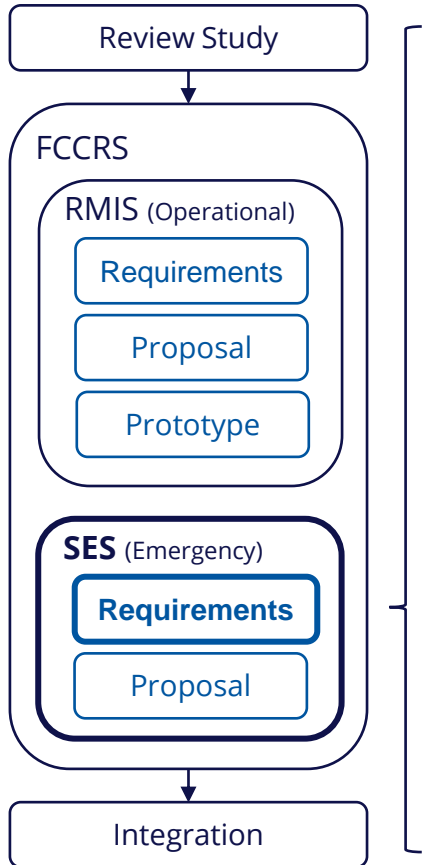 Review Study
FCCRS
RMIS (Operational)
Requirements
Proposal
Prototype
SES (Emergency)
Requirements
Proposal
Integration